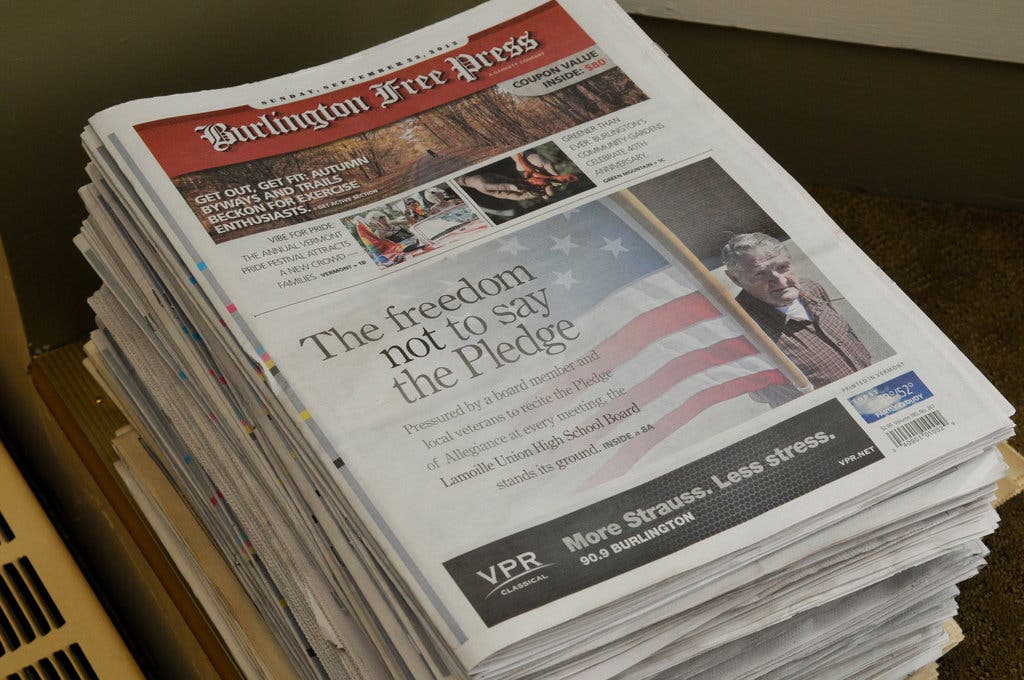 SUNDAY, SEPTEMBER 23, 2012
Burlington Free Press
A GANNETT COMPANY
COUPON VALUE
INSIDE: $80
GET OUT. GET FIT: AUTUMN
BYWAYS AND TRAILS
BECKON FOR EXERCISE
ENTHUSIASTS. » GET ACTIVE SECTION
VIBE FOR PRIDE:
THE ANNUAL VERMONT
PRIDE FESTIVAL ATTRACTS
A NEW CROWD –
FAMILIES. VERMONT » 1B
GREENER THAN
EVER: BURLINGTON'S
COMMUNITY GARDENS
CELEBRATE 40TH
ANNIVERSARY.
GREEN MOUNTAIN » 1C
The freedom
not to say
the Pledge
Pressured by a board member and
local veterans to recite the Pledge
of Allegiance at every meeting, the
Lamoille Union High School Board
stands its ground. INSIDE » 8A
PRINTED IN VERMONT
TODAY
52°
PARTLY CLOUDY
VPR
CLASSICAL
More Strauss. Less stress.
90.9 BURLINGTON
VPR.NET